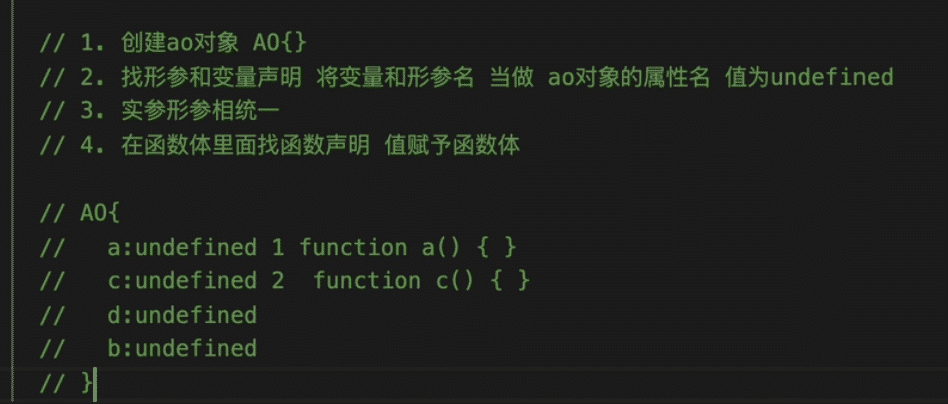 // 1. 创建ao对象 AO{}
// 2. 找形参和变量声明 将变量和形参名 当做 ao对象的属性名 值为undefined
// 3. 实参形参相统一
// 4. 在函数体里面找函数声明 值赋予函数体
// AO{
//   a:undefined 1 function a() { }
//   c:undefined 2  function c() { }
//   d:undefined
//   b:undefined
// }